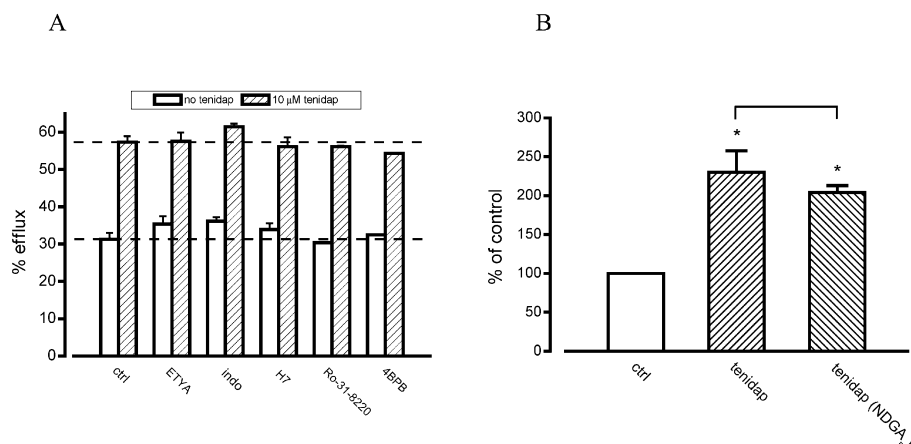 A
B
no tenidap
10 µM tenidap
% efflux
60
50
40
30
20
10
0
ctrl
ETYA
indo
H7
Ro-31-8220
4BPB
% of control
300
250
200
150
100
50
0
*
*
ctrl
tenidap
tenidap (NDGA